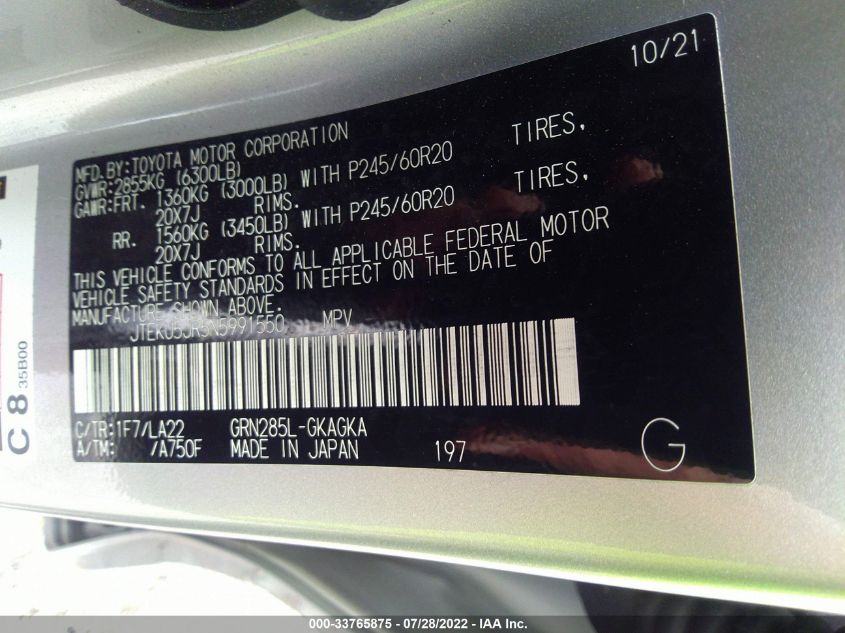 10/21
MFD.BY:TOYOTA MOTOR CORPORATION
GVWR:2855KG (6300LB)
GAWR:FRT. 1360KG (3000LB) WITH P245/60R20 TIRES,
20X7J RIMS.
RR. 1560KG (3450LB) WITH P245/60R20 TIRES,
20X7J RIMS.
THIS VEHICLE CONFORMS TO ALL APPLICABLE FEDERAL MOTOR
VEHICLE SAFETY STANDARDS IN EFFECT ON THE DATE OF
MANUFACTURE SHOWN ABOVE.
JTEKU5JR5N5991550 MPV
C/TR:1F7/LA22 GRN285L-GKAGKA
A/TM: /A750F MADE IN JAPAN 197
G
C 8 35B00
000-33765875 / 07/28/2022 - IAA Inc.